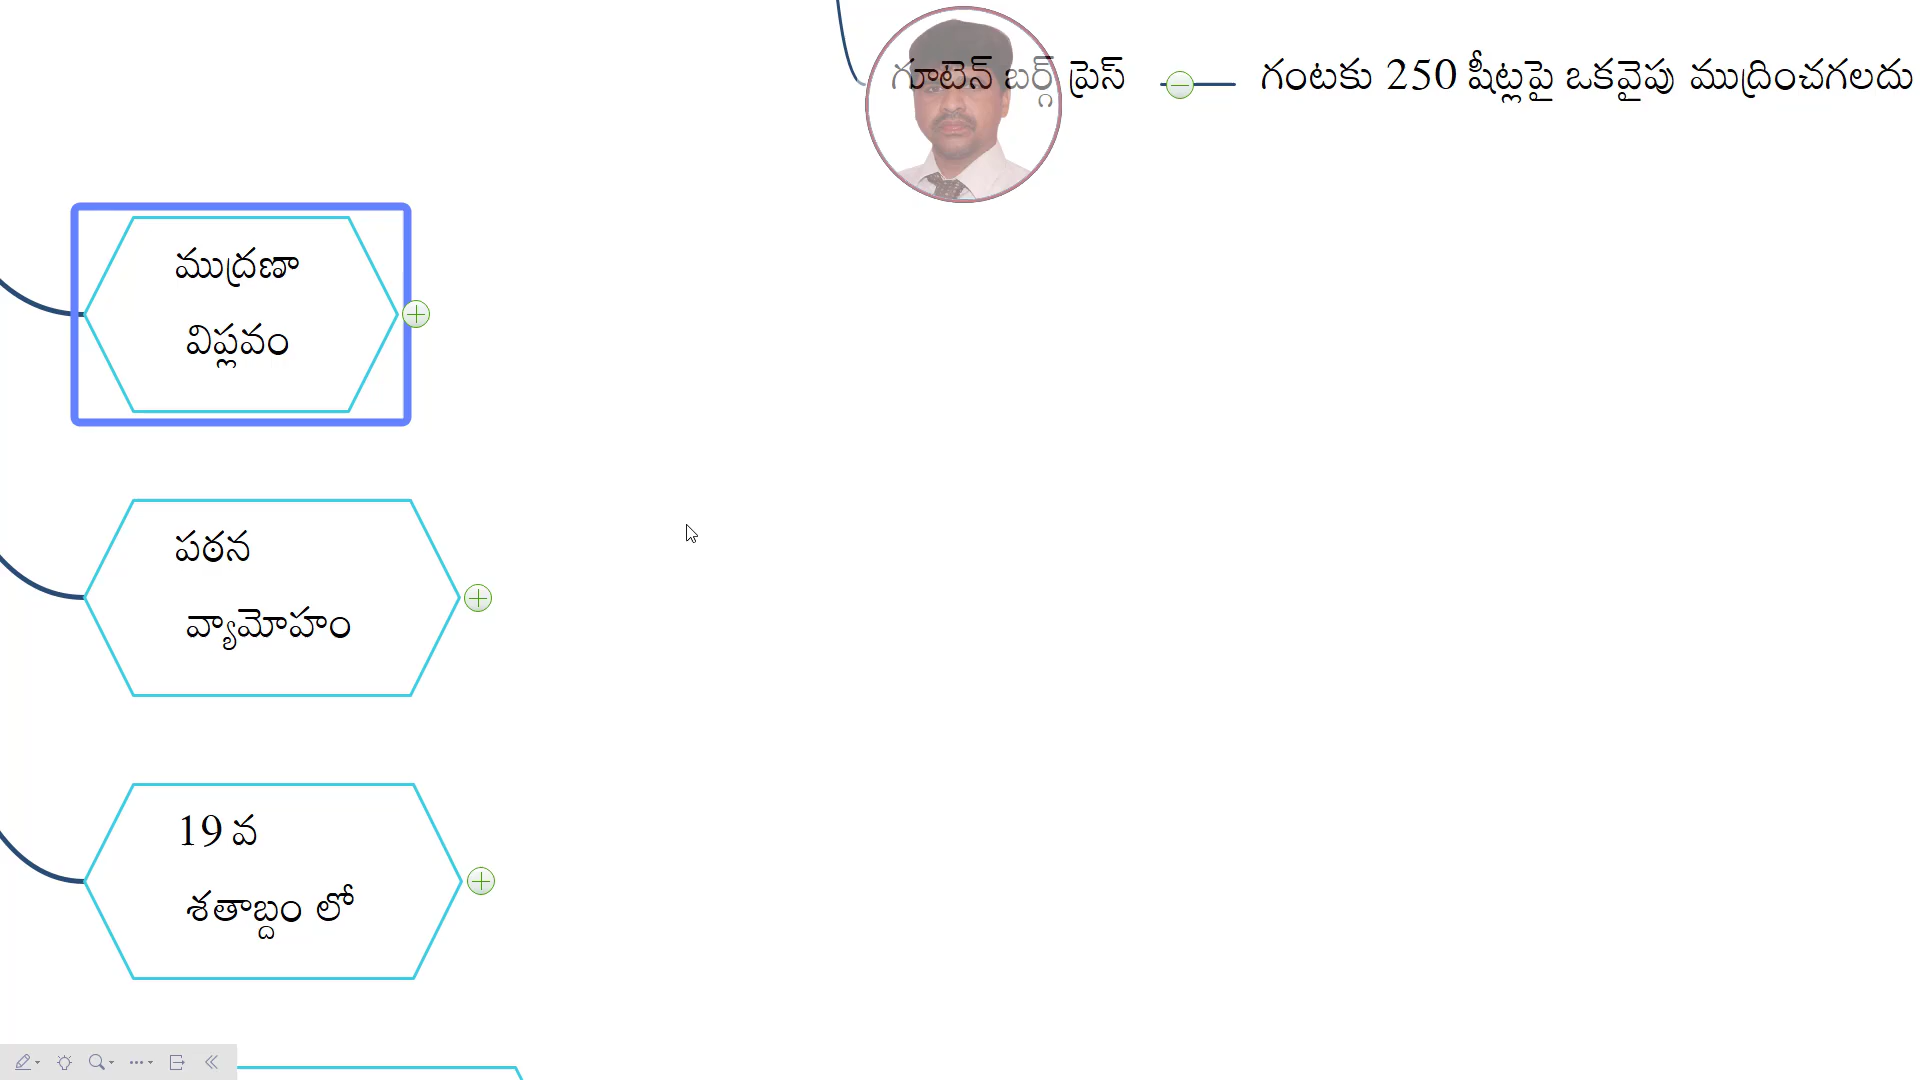 గూటెన్ బర్గ్ ప్రెస్ గంటకు 250 షీట్లపై ఒకవైపు ముద్రించగలదు
ముద్రణా
విప్లవం
పఠన
వ్యామోహం
19 వ
శతాబ్దం లో